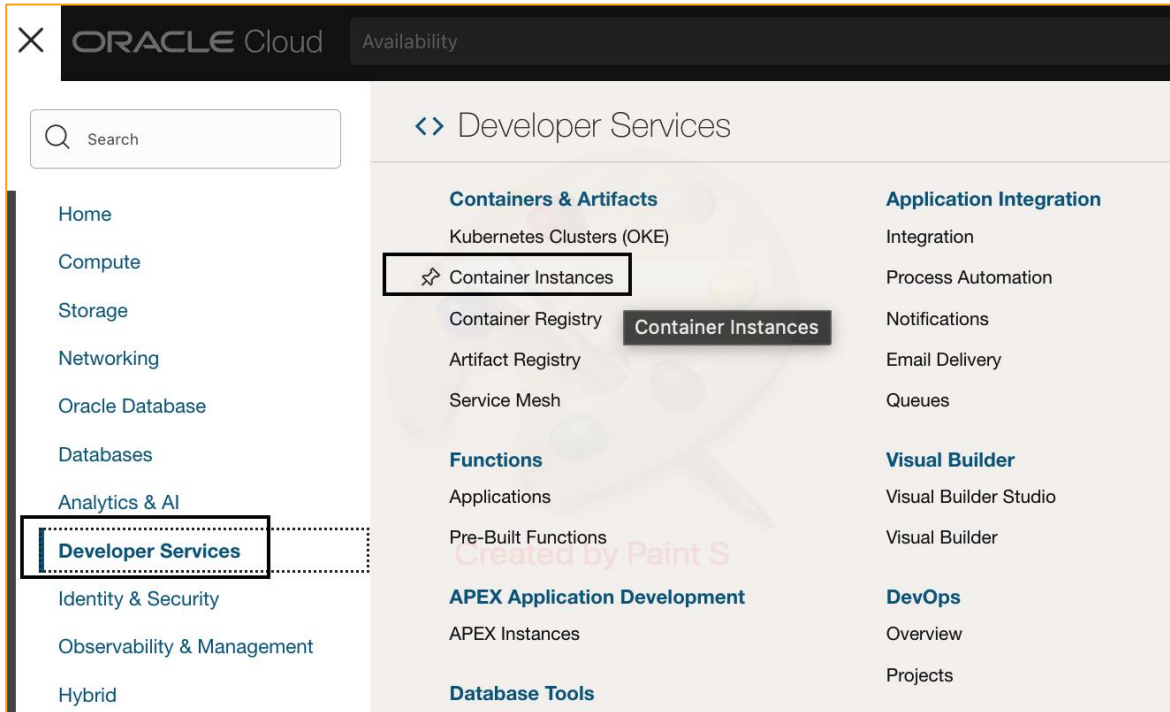 ORACLE Cloud
Availability
Search
Home
Compute
Storage
Networking
Oracle Database
Databases
Analytics & AI
Developer Services
Identity & Security
Observability & Management
Hybrid
Developer Services
Containers & Artifacts
Kubernetes Clusters (OKE)
Container Instances
Container Registry
Container Instances
Artifact Registry
Service Mesh
Functions
Applications
Pre-Built Functions
Created by Paint S
APEX Application Development
APEX Instances
Database Tools
Application Integration
Integration
Process Automation
Notifications
Email Delivery
Queues
Visual Builder
Visual Builder Studio
Visual Builder
DevOps
Overview
Projects